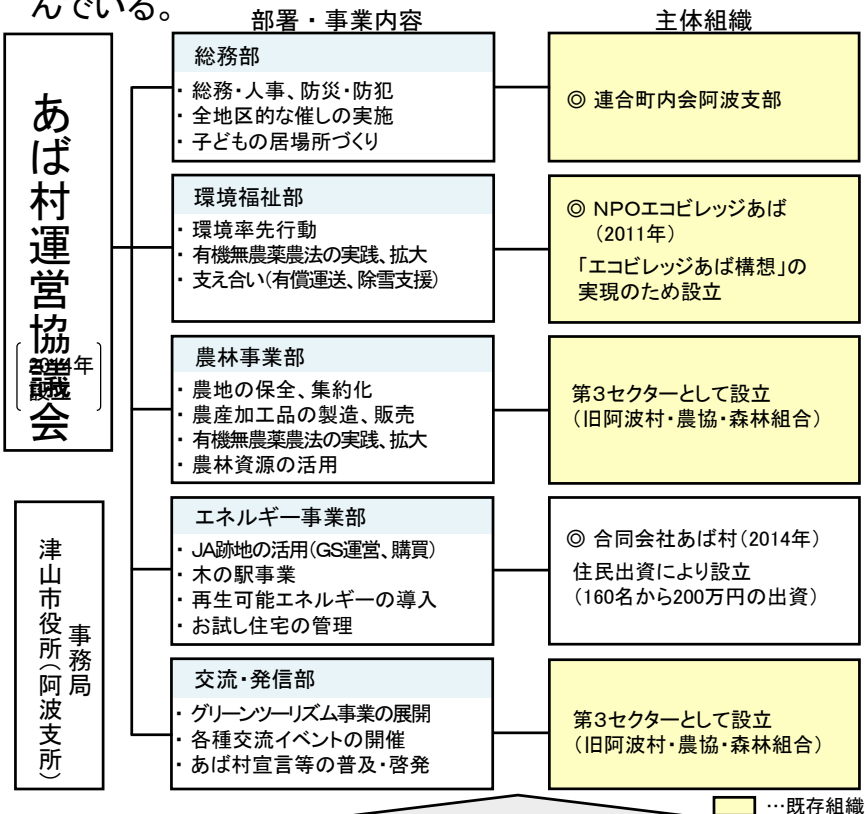 んでいる。
部署・事業内容
主体組織
あば村運営協議会
2014年
設立
総務部
・ 総務・人事、防災・防犯
・ 全地区的な催しの実施
・ 子どもの居場所づくり
◎ 連合町内会阿波支部
環境福祉部
・ 環境率先行動
・ 有機無農薬農法の実践、拡大
・ 支え合い(有償運送、除雪支援)
◎ NPOエコビレッジあば
(2011年)
「エコビレッジあば構想」の
実現のため設立
農林事業部
・ 農地の保全、集約化
・ 農産加工品の製造、販売
・ 有機無農薬農法の実践、拡大
・ 農林資源の活用
第3セクターとして設立
(旧阿波村・農協・森林組合)
エネルギー事業部
・ JA跡地の活用(GS運営、購買)
・ 木の駅事業
・ 再生可能エネルギーの導入
・ お試し住宅の管理
◎ 合同会社あば村(2014年)
住民出資により設立
(160名から200万円の出資)
交流・発信部
・ グリーンツーリズム事業の展開
・ 各種交流イベントの開催
・ あば村宣言等の普及・啓発
第3セクターとして設立
(旧阿波村・農協・森林組合)
事務局
津山市役所(阿波支所)
…既存組織